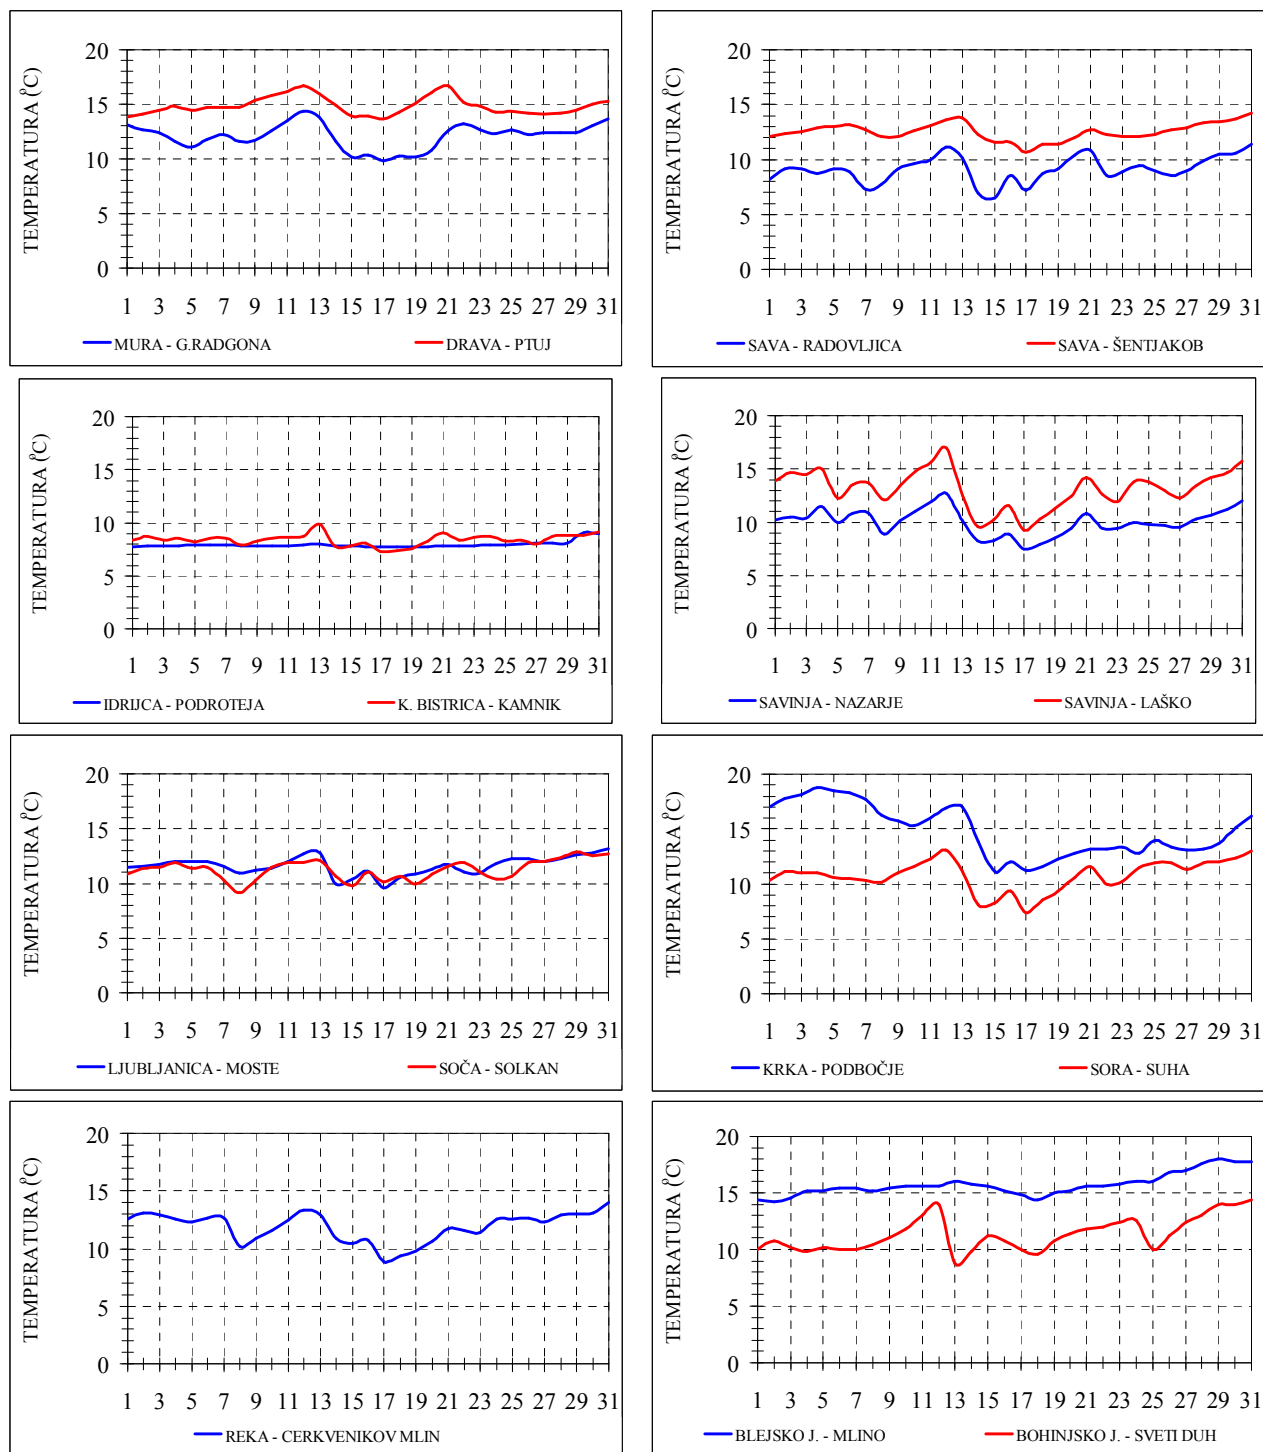 TEMPERATURA (°C)
20
15
10
5
0
1 3 5 7 9 11 13 15 17 19 21 23 25 27 29 31
MURA - G.RADGONA DRAVA - PTUJ
TEMPERATURA (°C)
20
15
10
5
0
1 3 5 7 9 11 13 15 17 19 21 23 25 27 29 31
SAVA - RADOVLJICA SAVA - ŠENTJAKOB
TEMPERATURA (°C)
20
15
10
5
0
1 3 5 7 9 11 13 15 17 19 21 23 25 27 29 31
IDRIJCA - PODROTEJA K. BISTRICA - KAMNIK
TEMPERATURA (°C)
20
15
10
5
0
1 3 5 7 9 11 13 15 17 19 21 23 25 27 29 31
SAVINJA - NAZARJE SAVINJA - LAŠKO
TEMPERATURA (°C)
20
15
10
5
0
1 3 5 7 9 11 13 15 17 19 21 23 25 27 29 31
LJUBLJANICA - MOSTE SOČA - SOLKAN
TEMPERATURA (°C)
20
15
10
5
0
1 3 5 7 9 11 13 15 17 19 21 23 25 27 29 31
KRKA - PODBOČJE SORA - SUHA
TEMPERATURA (°C)
20
15
10
5
0
1 3 5 7 9 11 13 15 17 19 21 23 25 27 29 31
REKA - CERKVENIKOV MLIN
TEMPERATURA (°C)
20
15
10
5
0
1 3 5 7 9 11 13 15 17 19 21 23 25 27 29 31
BLEJSKO J. - MLINO BOHINJSKO J. - SVETI DUH